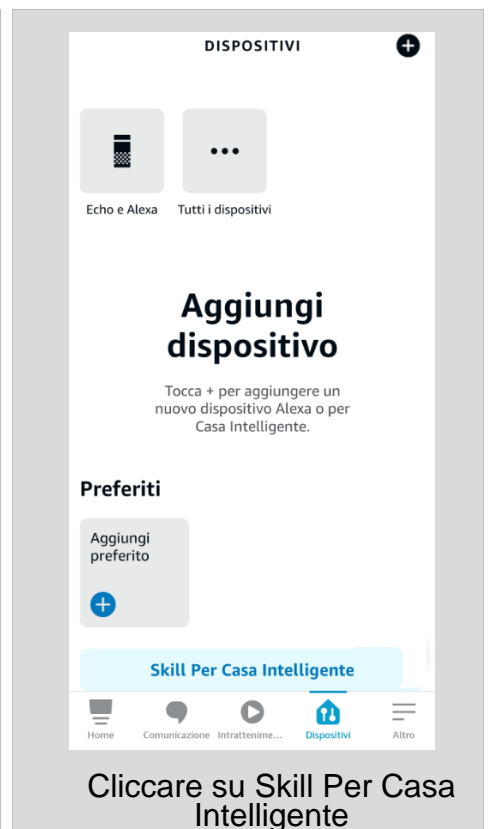 DISPOSITIVI
Echo e Alexa
Tutti i dispositivi
Aggiungi
dispositivo
Tocca + per aggiungere un
nuovo dispositivo Alexa o per
Casa Intelligente.
Preferiti
Aggiungi
preferito
Skill Per Casa Intelligente
Home
Comunicazione
Intrattenime...
Dispositivi
Altro
Cliccare su Skill Per Casa
Intelligente